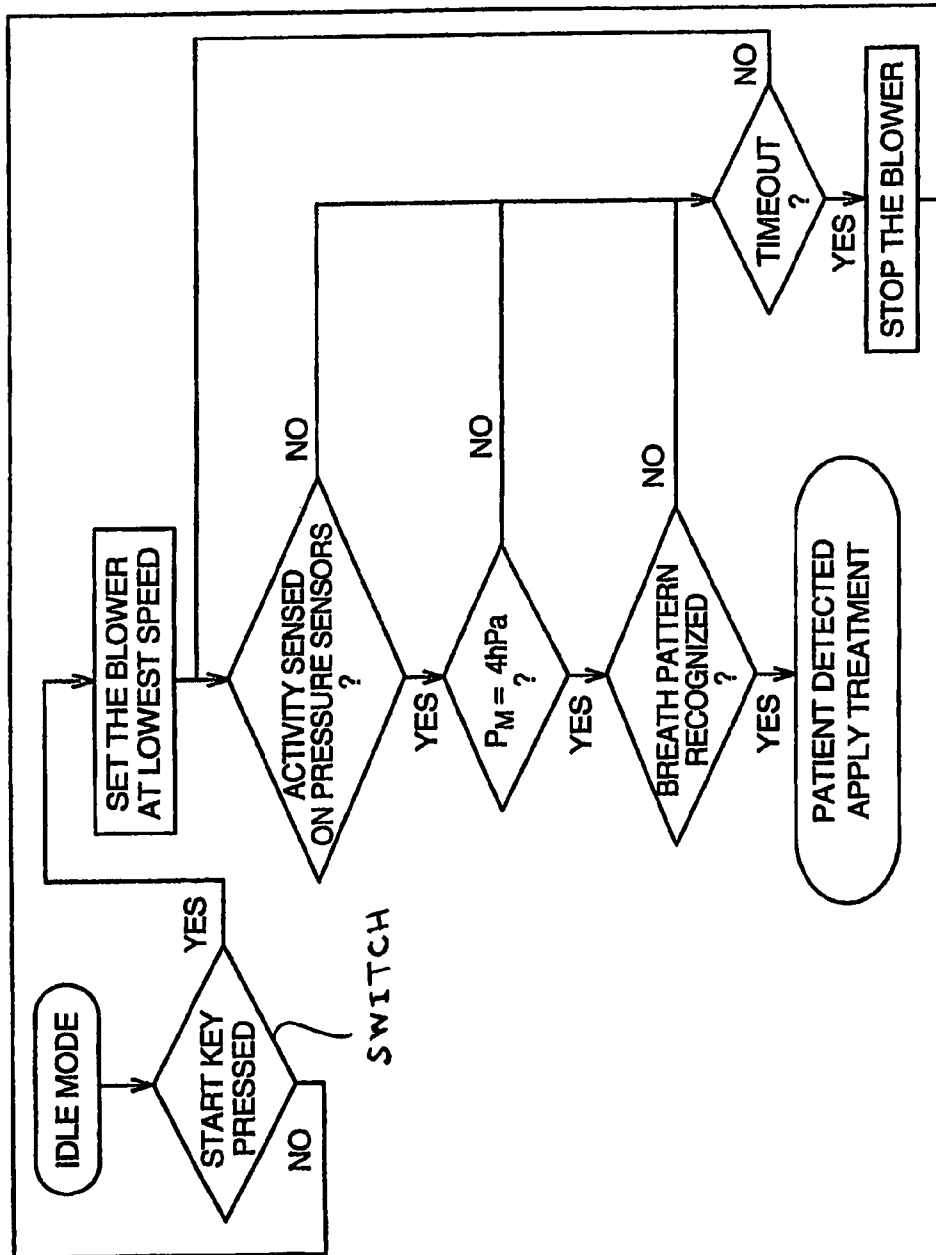 IDLE MODE
START KEY
PRESSED
YES
NO
SWITCH
SET THE BLOWER
AT LOWEST SPEED
ACTIVITY SENSED
ON PRESSURE SENSORS
?
NO
YES
PM = 4hPa
?
NO
YES
BREATH PATTERN
RECOGNIZED
?
NO
YES
PATIENT DETECTED
APPLY TREATMENT
TIMEOUT
?
NO
YES
STOP THE BLOWER